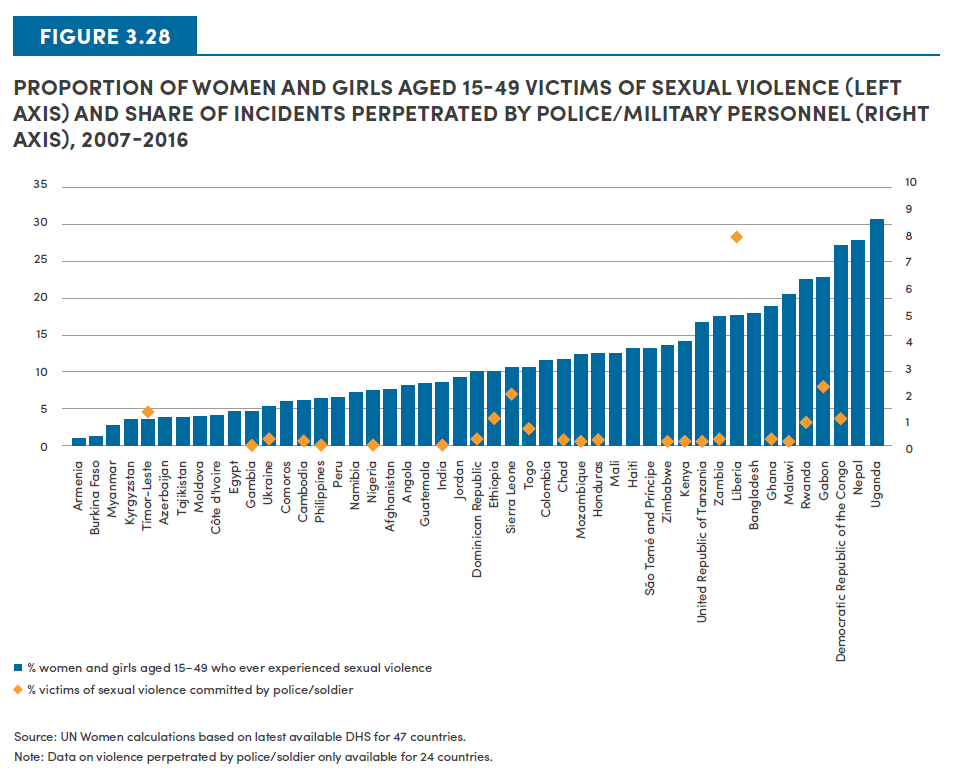 FIGURE 3.28
PROPORTION OF WOMEN AND GIRLS AGED 15-49 VICTIMS OF SEXUAL VIOLENCE (LEFT
AXIS) AND SHARE OF INCIDENTS PERPETRATED BY POLICE/MILITARY PERSONNEL (RIGHT
AXIS), 2007-2016
35
30
25
20
15
10
5
0
10
9
8
7
6
5
4
3
2
1
0
Armenia
Burkina Faso
Myanmar
Kyrgyzstan
Timor-Leste
Azerbaijan
Tajikistan
Moldova
Côte d'Ivoire
Egypt
Gambia
Ukraine
Comoros
Cambodia
Philippines
Peru
Namibia
Nigeria
Afghanistan
Angola
Guatemala
India
Jordan
Dominican Republic
Ethiopia
Sierra Leone
Togo
Colombia
Chad
Mozambique
Honduras
Mali
Haiti
São Tomé and Príncipe
Zimbabwe
Kenya
United Republic of Tanzania
Zambia
Liberia
Bangladesh
Ghana
Malawi
Rwanda
Gabon
Democratic Republic of the Congo
Nepal
Uganda
% women and girls aged 15–49 who ever experienced sexual violence
% victims of sexual violence committed by police/soldier
Source: UN Women calculations based on latest available DHS for 47 countries.
Note: Data on violence perpetrated by police/soldier only available for 24 countries.